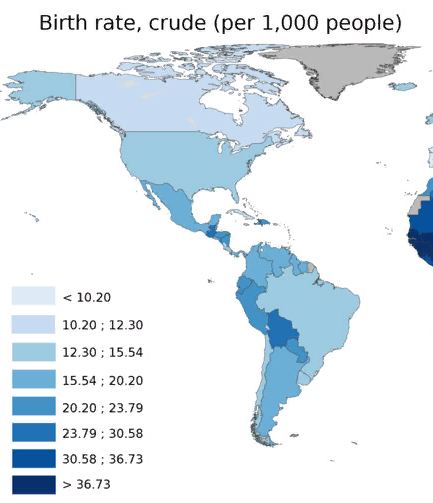 Birth rate, crude (per 1,000 people)
< 10.20
10.20 ; 12.30
12.30 ; 15.54
15.54 ; 20.20
20.20 ; 23.79
23.79 ; 30.58
30.58 ; 36.73
> 36.73